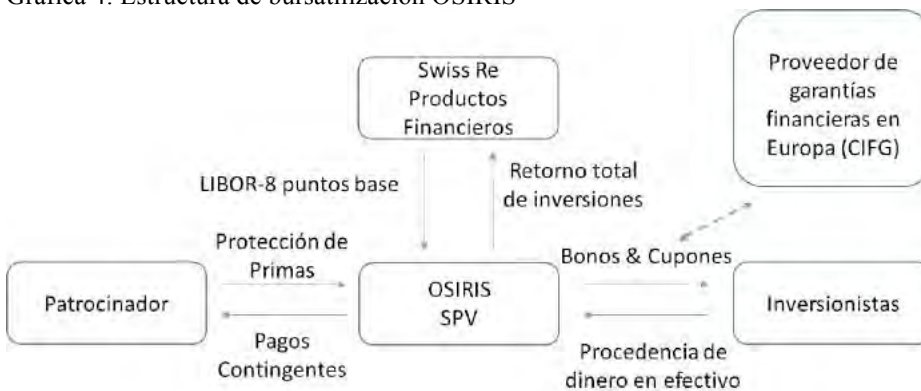 Gráfica 4. Estructura de bursatilización OSIRIS
Swiss Re
Productos
Financieros
Proveedor de
garantías
financieras en
Europa (CIFG)
LIBOR-8 puntos base
Retorno total
de inversiones
Protección de
Primas
Bonos & Cupones
Patrocinador
OSIRIS
SPV
Inversionistas
Pagos
Contingentes
Procedencia de
dinero en efectivo